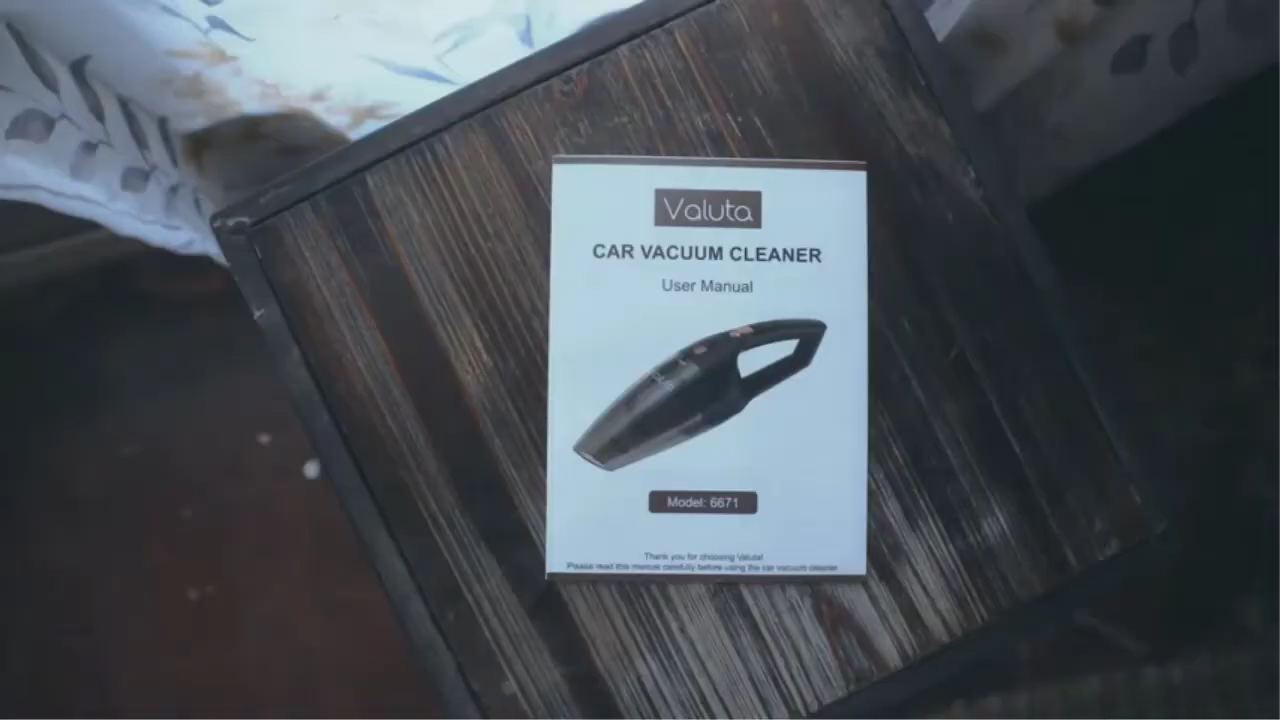 Valuta
CAR VACUUM CLEANER
User Manual
Model: 6671
Thank you for choosing Valuta!
Please read this manual carefully before using the car vacuum cleaner